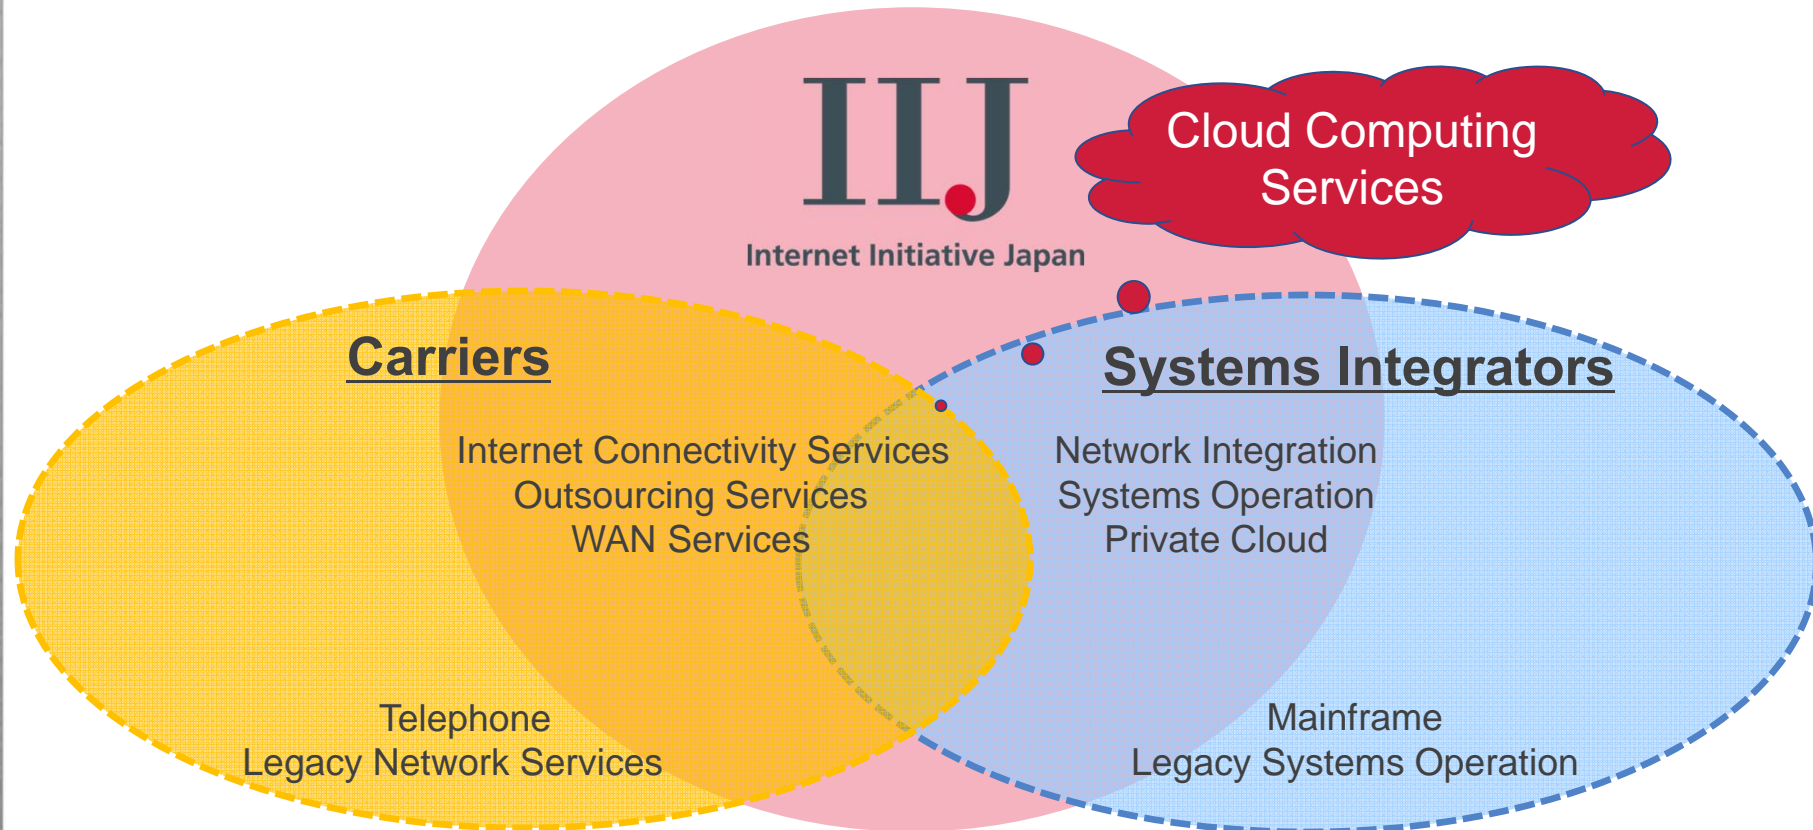 IIJ
Internet Initiative Japan
Cloud Computing
Services
Carriers
Internet Connectivity Services
Outsourcing Services
WAN Services
Telephone
Legacy Network Services
Systems Integrators
Network Integration
Systems Operation
Private Cloud
Mainframe
Legacy Systems Operation